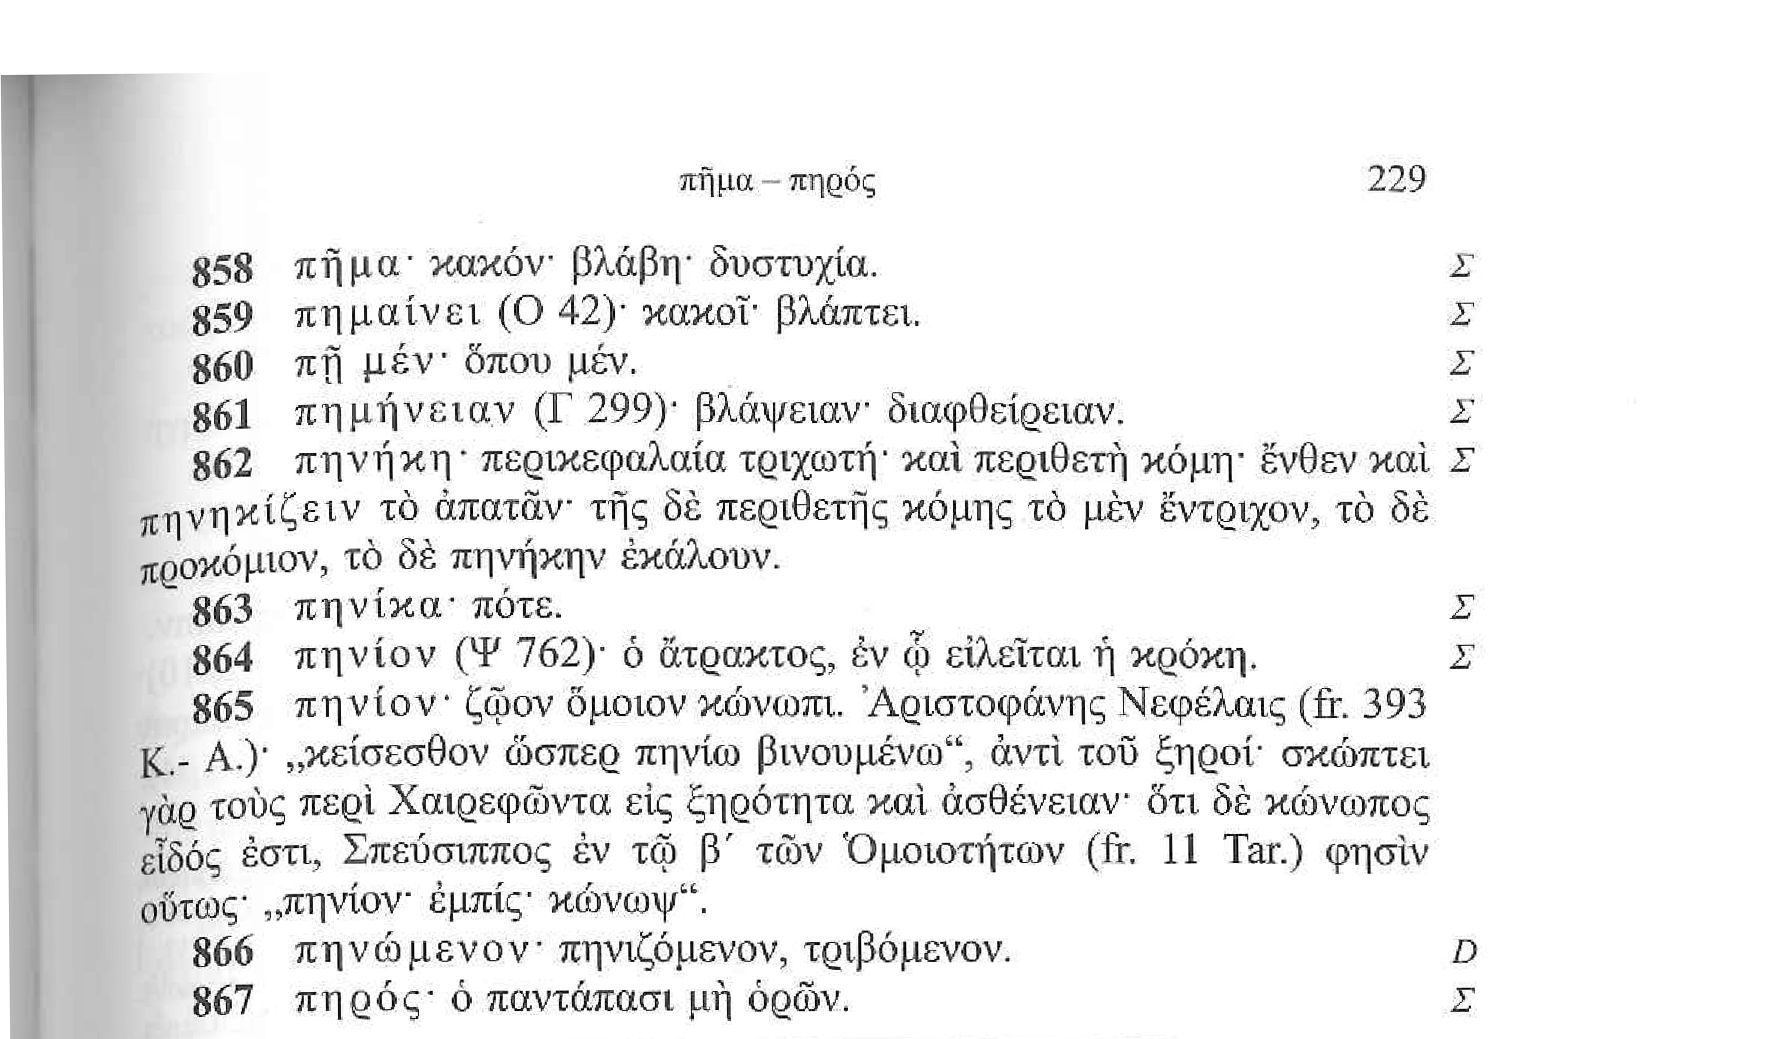 πῆμα – πηρός 229
858 πῆμα· κακόν· βλάβη· δυστυχία. Σ
859 πημαίνει (Ο 42)· κακοῖ· βλάπτει. Σ
860 πῇ μέν· ὅπου μέν. Σ
861 πημήνειαν (Γ 299)· βλάψειαν· διαφθείρειαν. Σ
862 πηνήκη· περικεφαλαία τριχωτή· καὶ περιθετὴ κόμη· ἔνθεν καὶ Σ
πηνηκίζειν τὸ ἀπατᾶν· τῆς δὲ περιθετῆς κόμης τὸ μὲν ἔντριχον, τὸ δὲ
προκόμιον, τὸ δὲ πηνήκην ἐκάλουν.
863 πηνίκα· πότε. Σ
864 πηνίον (Ψ 762)· ὁ ἄτρακτος, ἐν ᾧ εἰλεῖται ἡ κρόκη. Σ
865 πηνίον· ζῷον ὅμοιον κώνωπι. Ἀριστοφάνης Νεφέλαις (fr. 393
K.- A.)· „κείσεσθον ὥσπερ πηνίω βινουμένω“, ἀντὶ τοῦ ξηροί· σκώπτει
γὰρ τοὺς περὶ Χαιρεφῶντα εἰς ξηρότητα καὶ ἀσθένειαν· ὅτι δὲ κώνωπος
εἶδός ἐστι, Σπεύσιππος ἐν τῷ β′ τῶν Ὁμοιοτήτων (fr. 11 Tar.) φησὶν
οὕτως· „πηνίον· ἐμπίς· κώνωψ“.
866 πηνώμενον· πηνιζόμενον, τριβόμενον. D
867 πηρός· ὁ παντάπασι μὴ ὁρῶν. Σ